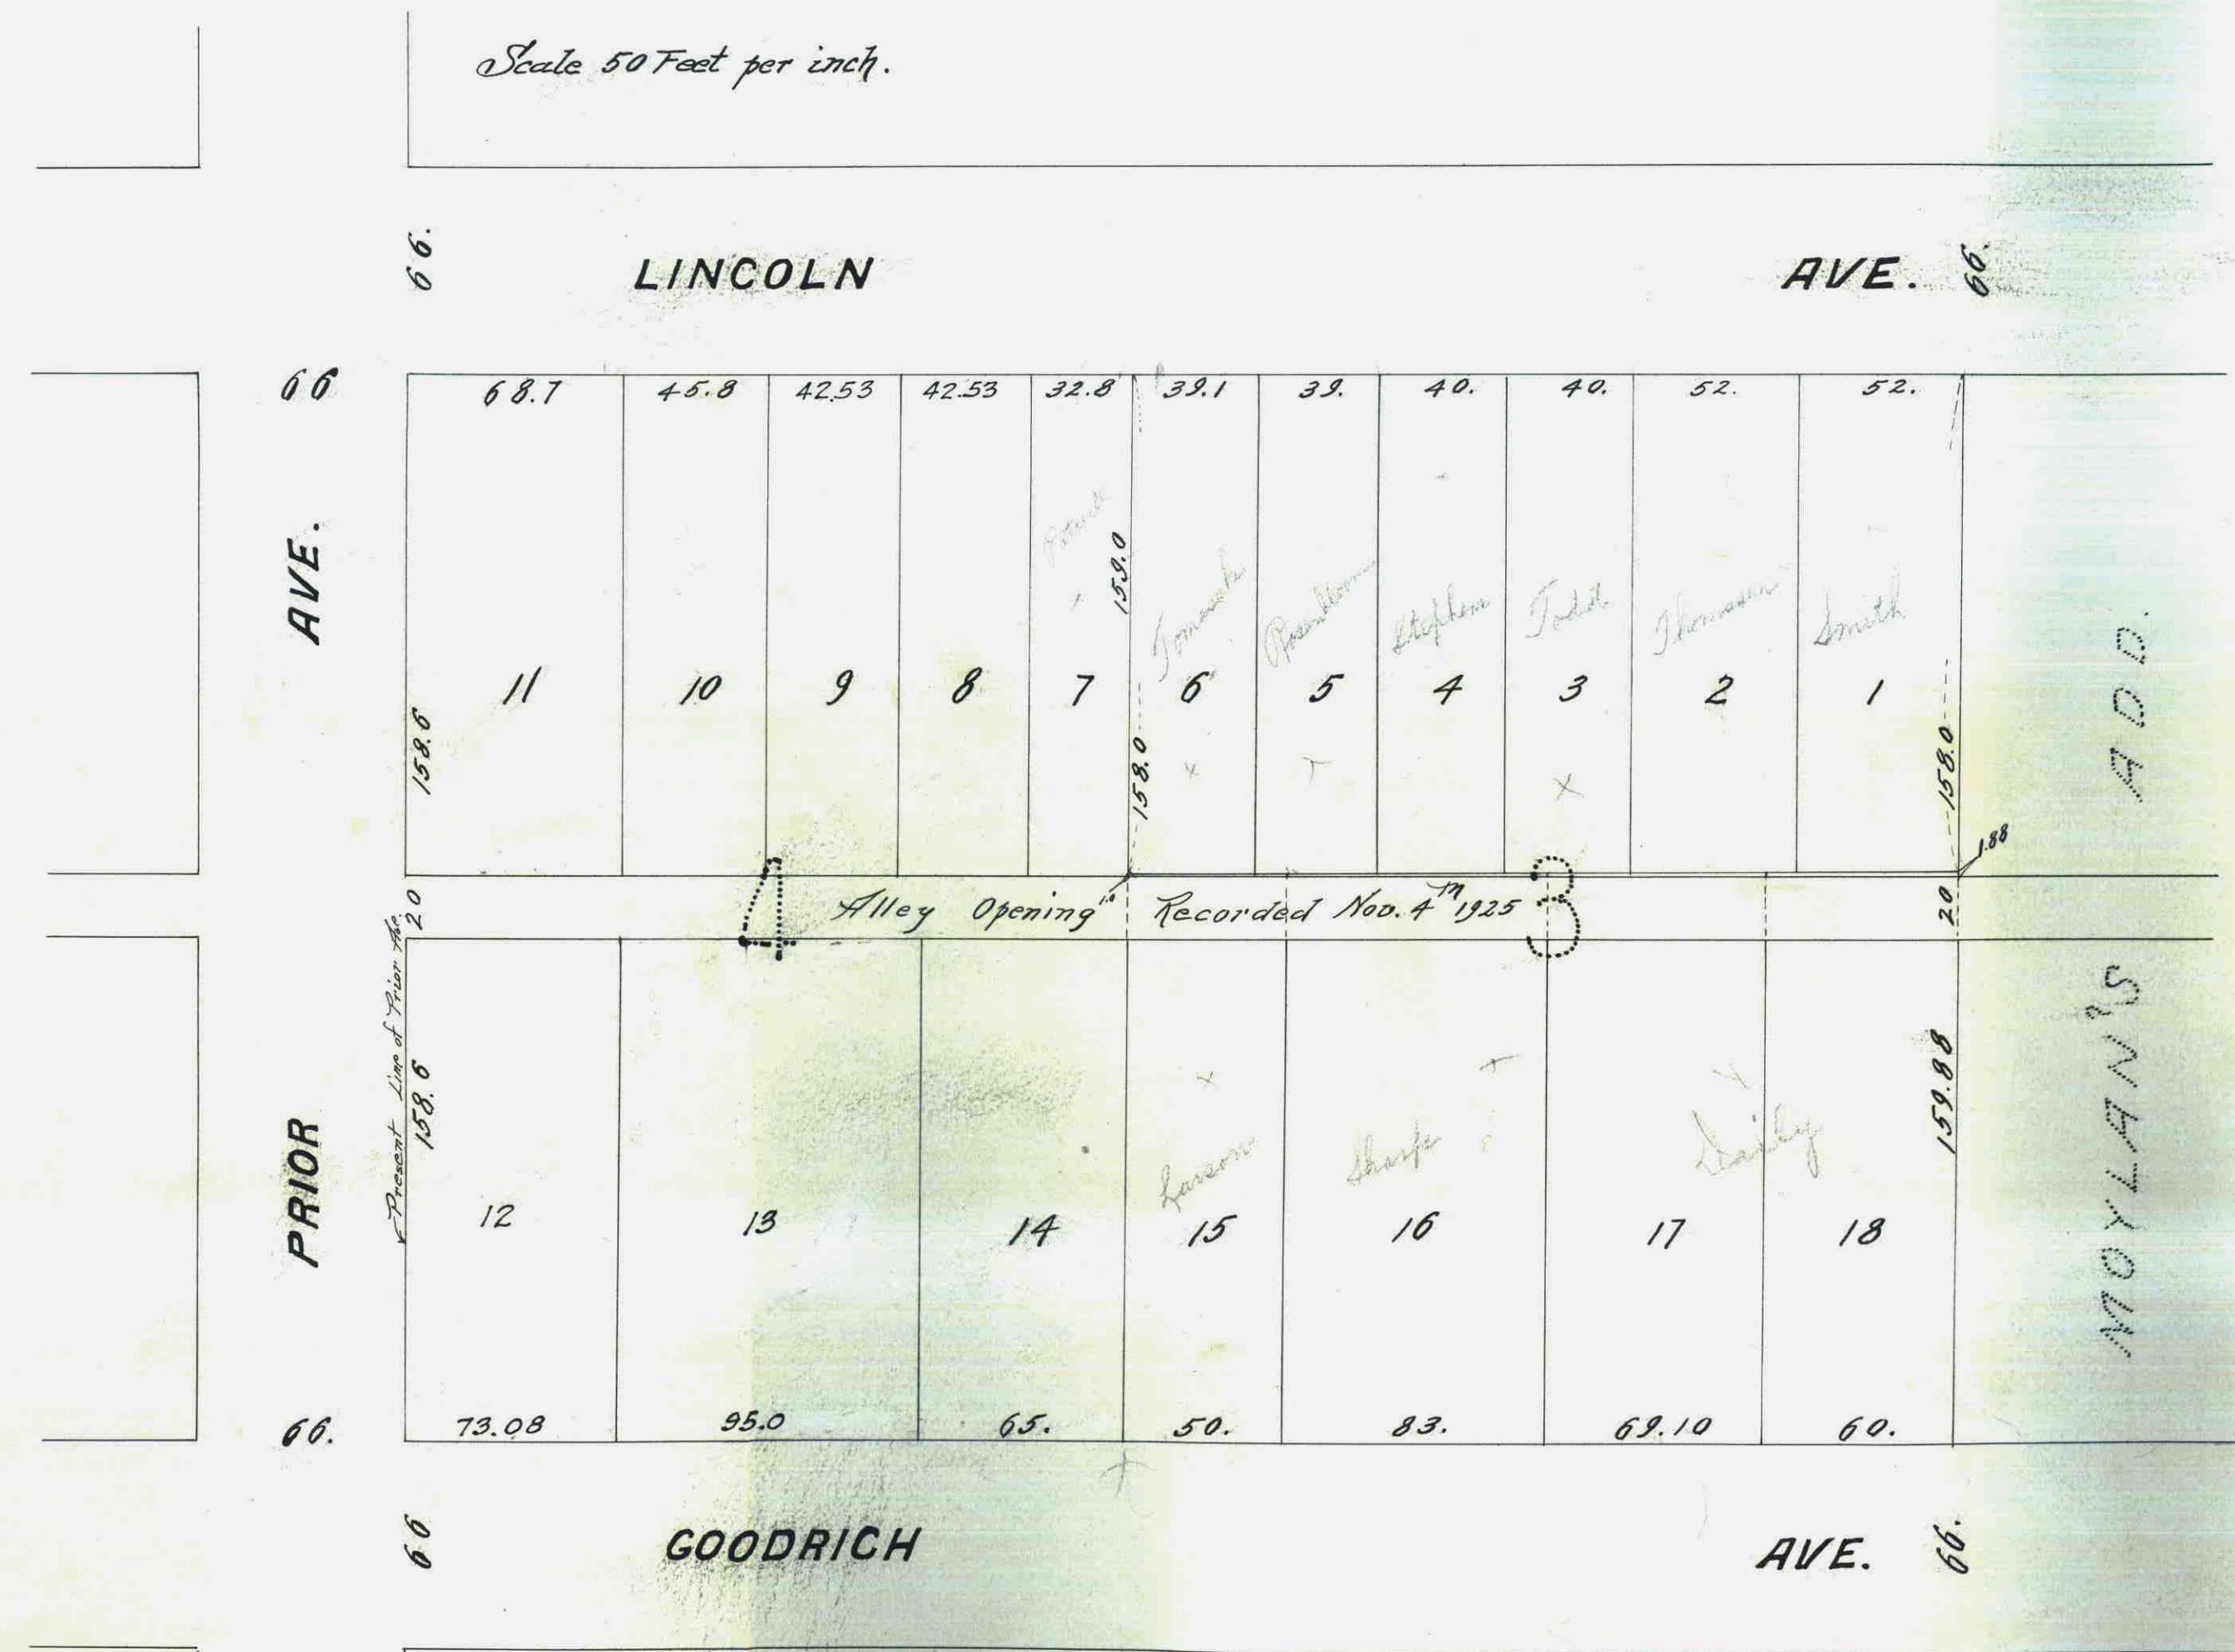 Scale 50 Feet per inch.
66.
LINCOLN AVE.
66.
66
68.7 45.8 42.53 42.53 32.8 39.1 39. 40. 40. 52. 52.
AVE.
159.0
Rosenbloom Stephens Todd Thomssen Smith
11 10 9 8 7 6 5 4 3 2 1
158.6
158.0
158.0
1.88
ADD.
20
4
Alley Opening Recorded Nov. 4th 1925
3
20
Present Line of Prior Ave.
158.6
159.88
MOYLAN'S
PRIOR
Larson Sharpe Daily
12 13 14 15 16 17 18
66.
73.08 95.0 65. 50. 83. 69.10 60.
66
GOODRICH AVE.
66.